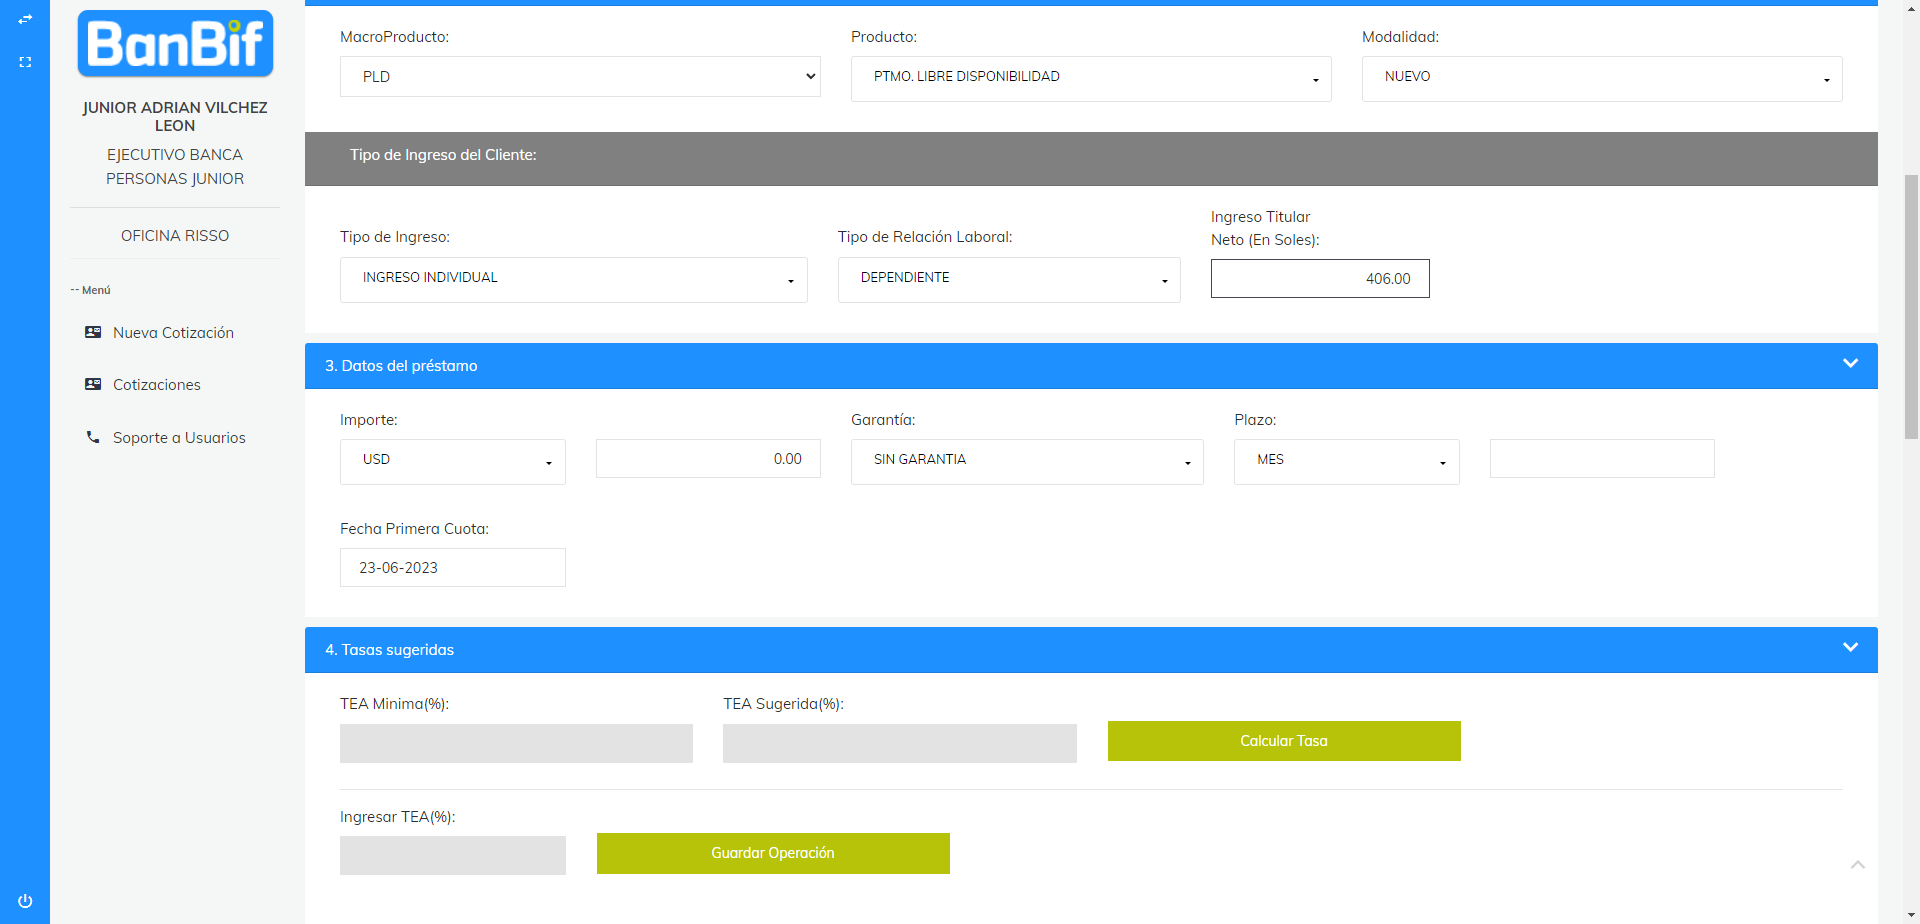 BanBif
JUNIOR ADRIAN VILCHEZ
LEON
EJECUTIVO BANCA
PERSONAS JUNIOR
OFICINA RISSO
-- Menú
Nueva Cotización
Cotizaciones
Soporte a Usuarios
MacroProducto: Producto: Modalidad:
PLD PTMO. LIBRE DISPONIBILIDAD NUEVO
Tipo de Ingreso del Cliente:
Ingreso Titular
Tipo de Ingreso: Tipo de Relación Laboral: Neto (En Soles):
INGRESO INDIVIDUAL DEPENDIENTE 406.00
3. Datos del préstamo
Importe: Garantía: Plazo:
USD 0.00 SIN GARANTIA MES
Fecha Primera Cuota:
23-06-2023
4. Tasas sugeridas
TEA Minima(%): TEA Sugerida(%):
Calcular Tasa
Ingresar TEA(%):
Guardar Operación